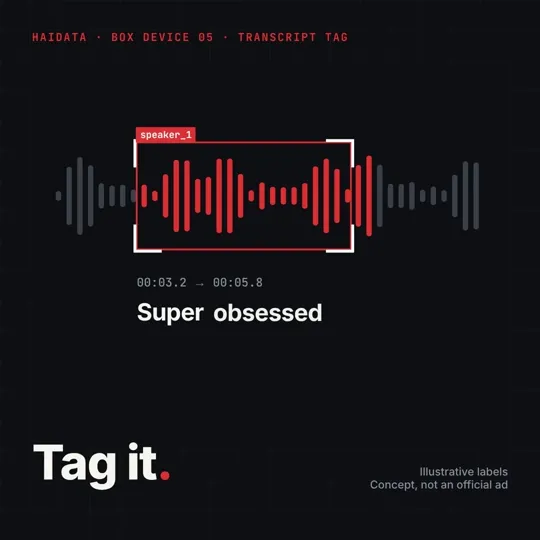 HAIDATA · BOX DEVICE 05 · TRANSCRIPT TAG
speaker_1
00:03.2 → 00:05.8
Super obsessed
Tag it.
Illustrative labels
Concept, not an official ad